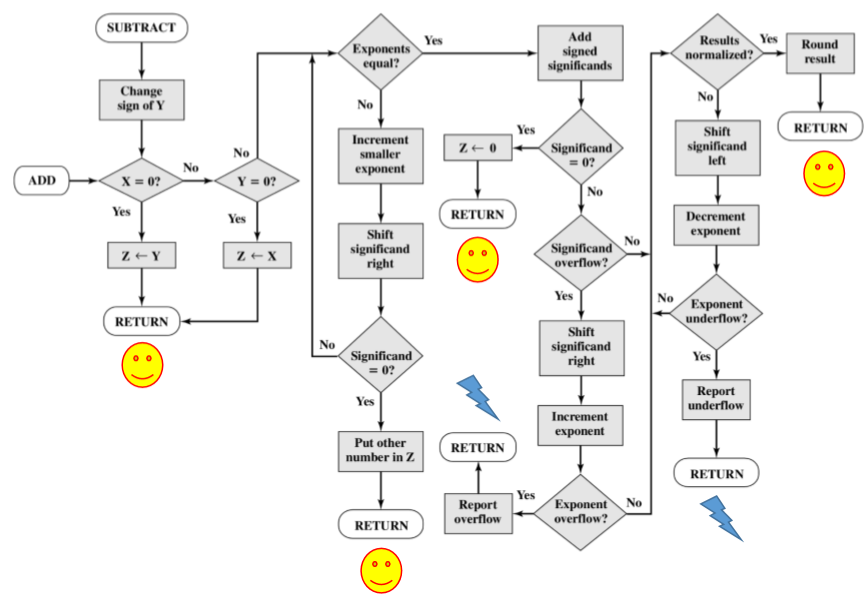 SUBTRACT
Change
sign of Y
ADD
X = 0?
No
Yes
Z ← Y
RETURN
Y = 0?
No
Yes
Z ← X
Exponents
equal?
Yes
No
Increment
smaller
exponent
Shift
significand
right
Significand
= 0?
No
Yes
Put other
number in Z
RETURN
Add
signed
significands
Significand
= 0?
Yes
No
Z ← 0
RETURN
Significand
overflow?
No
Yes
Shift
significand
right
Increment
exponent
Exponent
overflow?
Yes
No
Report
overflow
RETURN
Results
normalized?
Yes
No
Round
result
RETURN
Shift
significand
left
Decrement
exponent
Exponent
underflow?
No
Yes
Report
underflow
RETURN